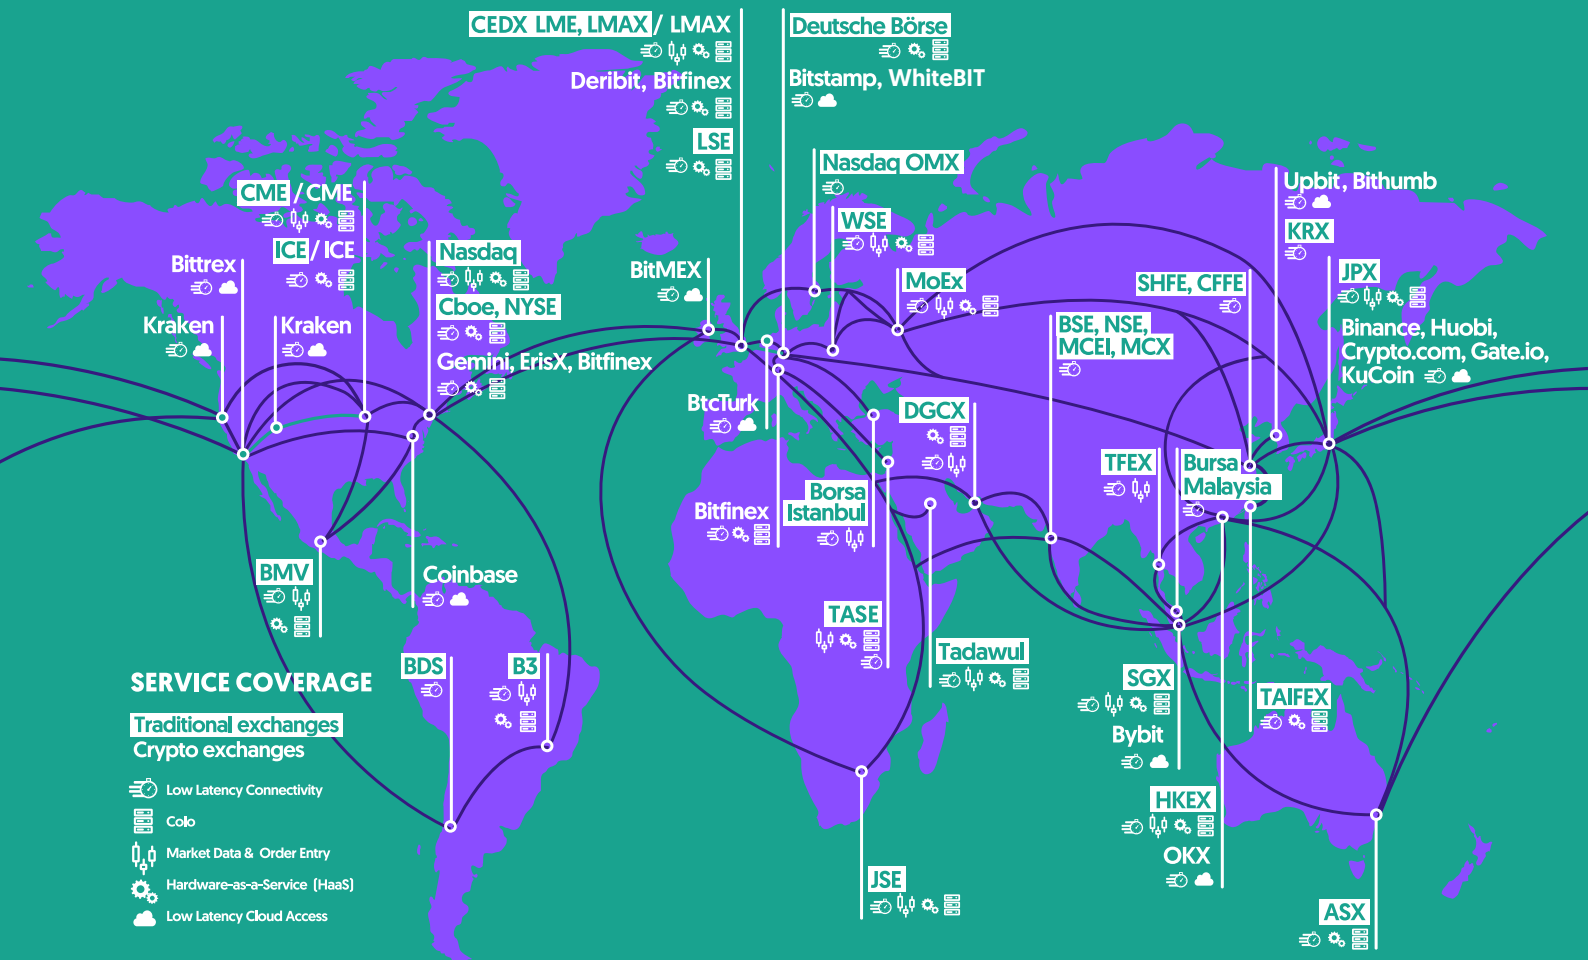 CEDX LME, LMAX / LMAX
Deribit, Bitfinex
LSE
Deutsche Börse
Bitstamp, WhiteBIT
Nasdaq OMX
WSE
MoEx
CME / CME
ICE / ICE
Bittrex
Kraken
Kraken
Nasdaq
Cboe, NYSE
Gemini, ErisX, Bitfinex
BitMEX
BtcTurk
Bitfinex
Borsa
Istanbul
DGCX
BSE, NSE,
MCEI, MCX
SHFE, CFFE
Upbit, Bithumb
KRX
JPX
Binance, Huobi,
Crypto.com, Gate.io,
KuCoin
TFEX
Bursa
Malaysia
BMV
Coinbase
BDS
B3
TASE
Tadawul
SGX
Bybit
TAIFEX
HKEX
OKX
JSE
ASX
SERVICE COVERAGE
Traditional exchanges
Crypto exchanges
Low Latency Connectivity
Colo
Market Data & Order Entry
Hardware-as-a-Service (HaaS)
Low Latency Cloud Access